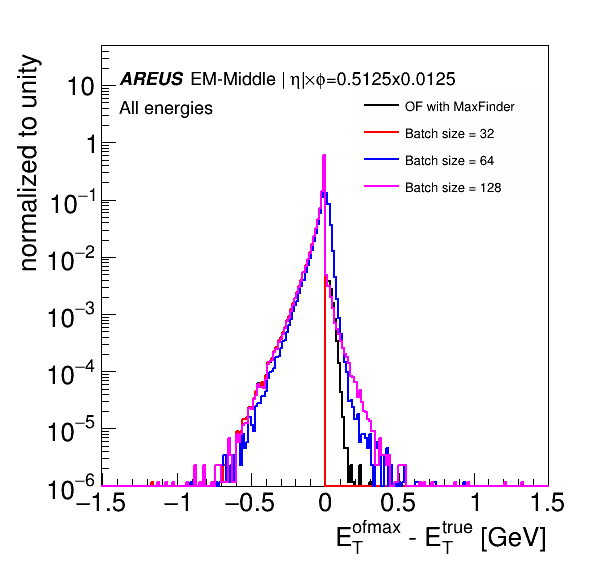 normalized to unity
AREUS EM-Middle | η|×ϕ=0.5125x0.0125
All energies
OF with MaxFinder
Batch size = 32
Batch size = 64
Batch size = 128
10
1
10⁻¹
10⁻²
10⁻³
10⁻⁴
10⁻⁵
10⁻⁶
−1.5 −1 −0.5 0 0.5 1 1.5
E_T^ofmax - E_T^true [GeV]